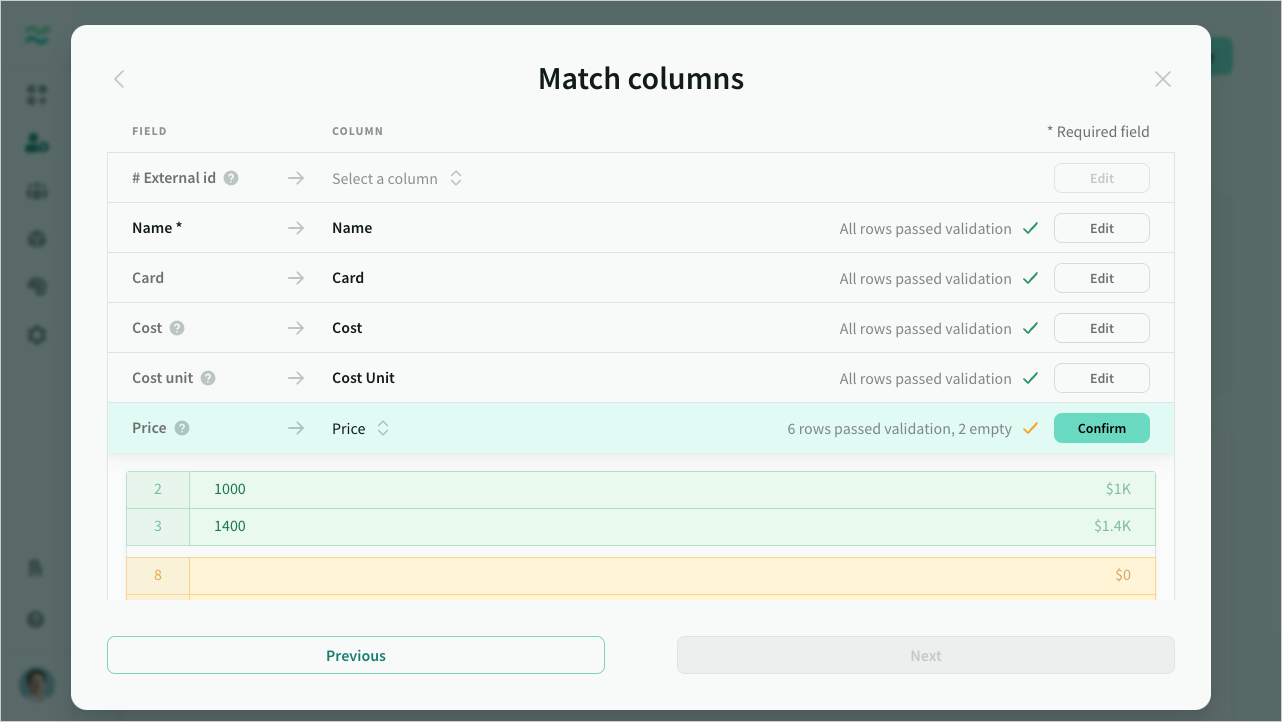 Match columns
FIELD COLUMN * Required field
# External id ? Select a column Edit
Name * Name All rows passed validation Edit
Card Card All rows passed validation Edit
Cost ? Cost All rows passed validation Edit
Cost unit ? Cost Unit All rows passed validation Edit
Price ? Price 6 rows passed validation, 2 empty Confirm
2 1000 $1K
3 1400 $1.4K
8 $0
Previous Next